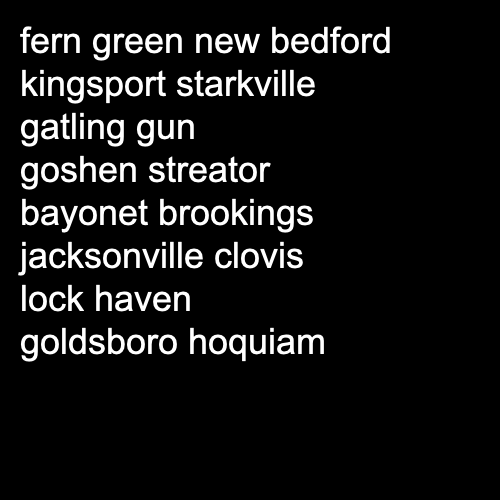 fern green new bedford
kingsport starkville
gatling gun
goshen streator
bayonet brookings
jacksonville clovis
lock haven
goldsboro hoquiam